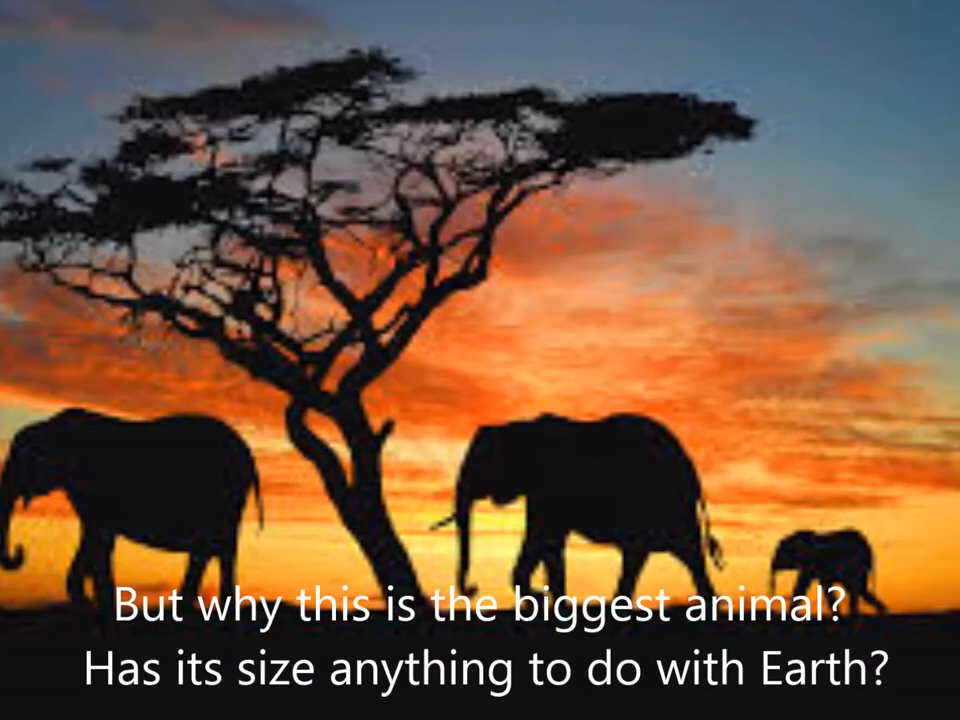 But why this is the biggest animal?
Has its size anything to do with Earth?